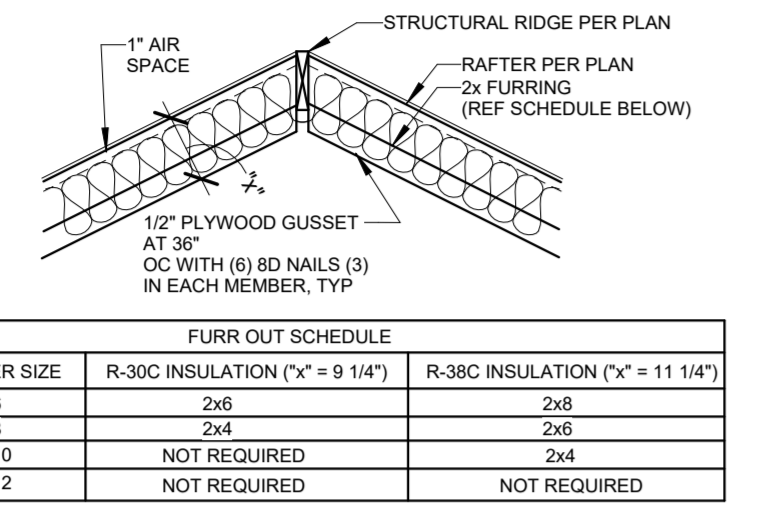 STRUCTURAL RIDGE PER PLAN
1" AIR
SPACE
RAFTER PER PLAN
2x FURRING
(REF SCHEDULE BELOW)
"x"
1/2" PLYWOOD GUSSET
AT 36"
OC WITH (6) 8D NAILS (3)
IN EACH MEMBER, TYP
FURR OUT SCHEDULE
ER SIZE R-30C INSULATION ("x" = 9 1/4") R-38C INSULATION ("x" = 11 1/4")
2x6 2x8
2x4 2x6
0 NOT REQUIRED 2x4
2 NOT REQUIRED NOT REQUIRED